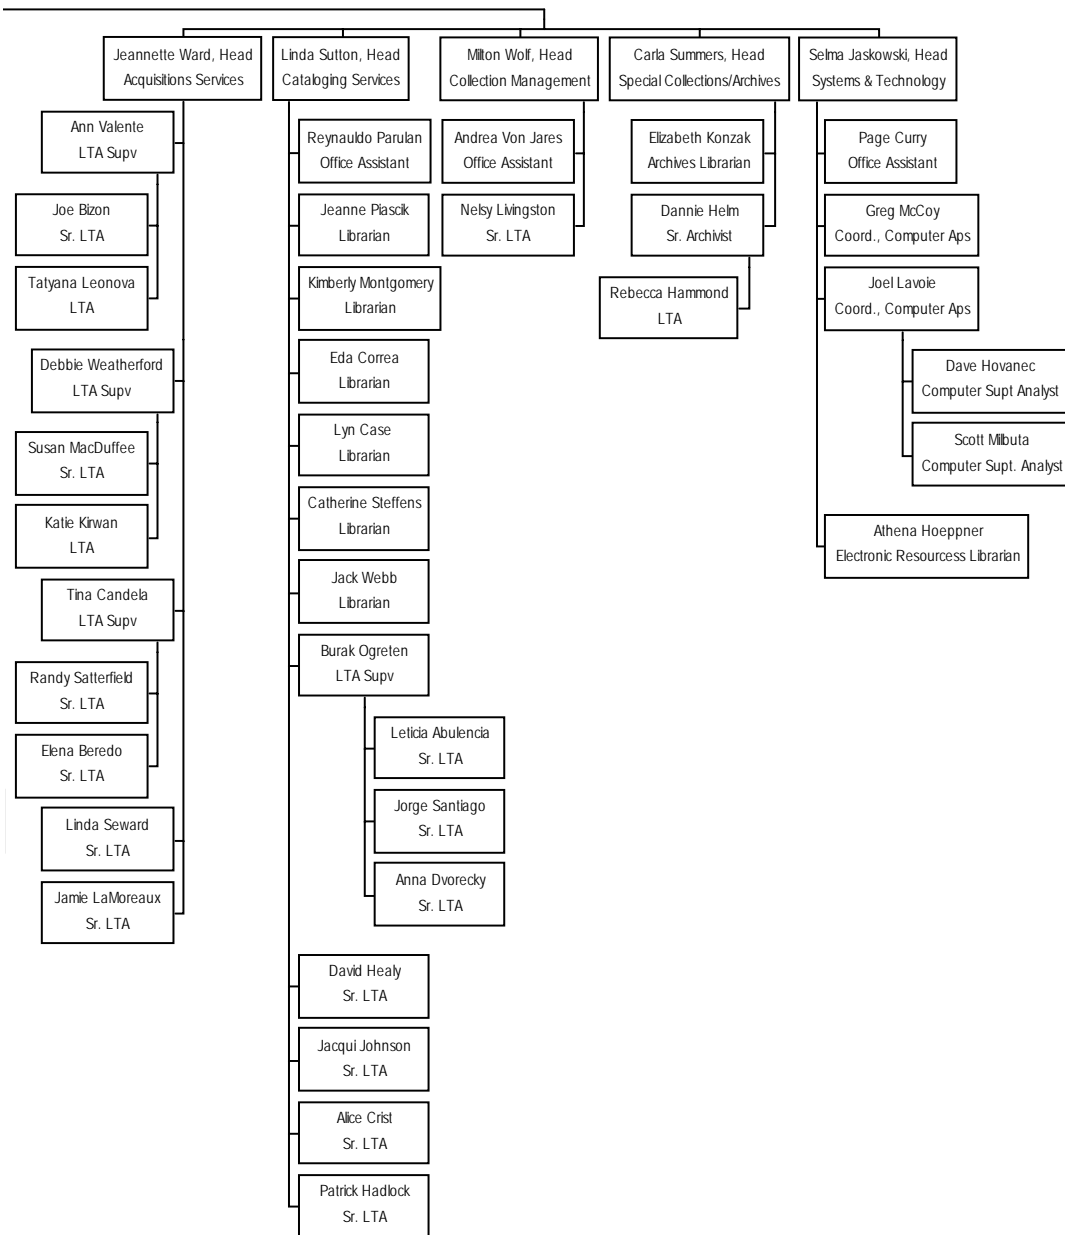 Jeannette Ward, Head
Acquisitions Services
Ann Valente
LTA Supv
Joe Bizon
Sr. LTA
Tatyana Leonova
LTA
Debbie Weatherford
LTA Supv
Susan MacDuffee
Sr. LTA
Katie Kirwan
LTA
Tina Candela
LTA Supv
Randy Satterfield
Sr. LTA
Elena Beredo
Sr. LTA
Linda Seward
Sr. LTA
Jamie LaMoreaux
Sr. LTA
Linda Sutton, Head
Cataloging Services
Reynauldo Parulan
Office Assistant
Jeanne Piascik
Librarian
Kimberly Montgomery
Librarian
Eda Correa
Librarian
Lyn Case
Librarian
Catherine Steffens
Librarian
Jack Webb
Librarian
Burak Ogreten
LTA Supv
Leticia Abulencia
Sr. LTA
Jorge Santiago
Sr. LTA
Anna Dvorecky
Sr. LTA
David Healy
Sr. LTA
Jacqui Johnson
Sr. LTA
Alice Crist
Sr. LTA
Patrick Hadlock
Sr. LTA
Milton Wolf, Head
Collection Management
Andrea Von Jares
Office Assistant
Nelsy Livingston
Sr. LTA
Carla Summers, Head
Special Collections/Archives
Elizabeth Konzak
Archives Librarian
Dannie Helm
Sr. Archivist
Rebecca Hammond
LTA
Selma Jaskowski, Head
Systems & Technology
Page Curry
Office Assistant
Greg McCoy
Coord., Computer Aps
Joel Lavoie
Coord., Computer Aps
Dave Hovanec
Computer Supt Analyst
Scott Milbuta
Computer Supt. Analyst
Athena Hoeppner
Electronic Resourcess Librarian